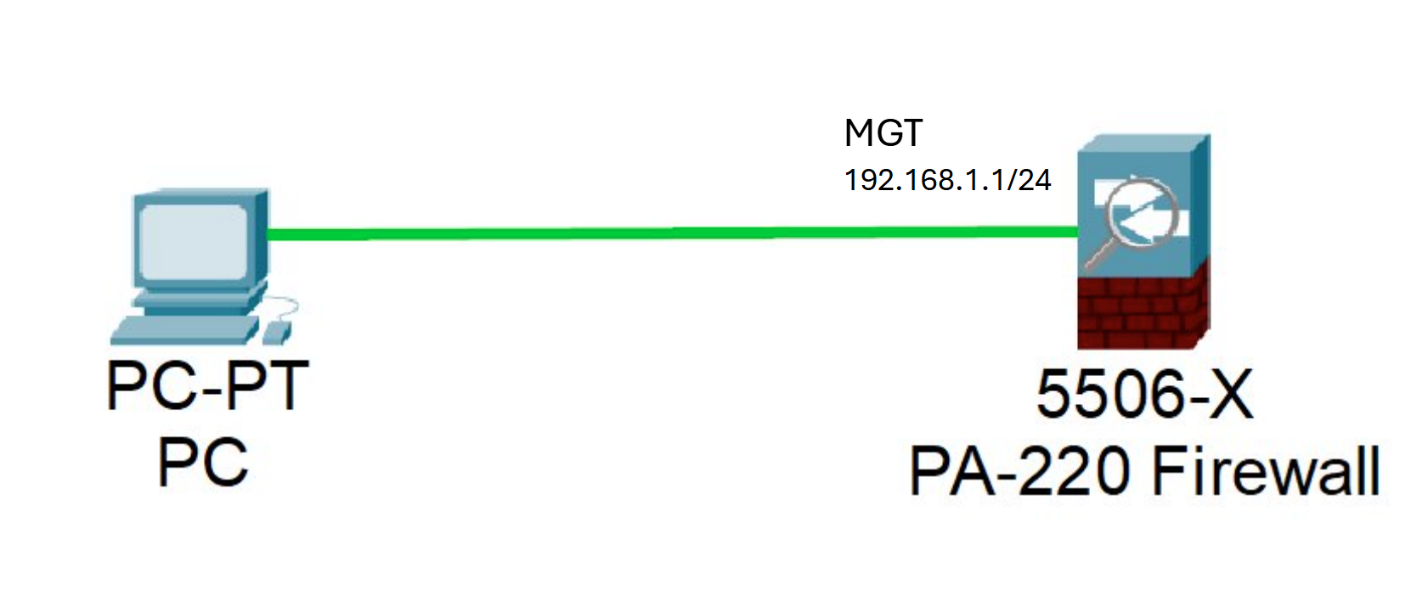 MGT
192.168.1.1/24
PC-PT
PC
5506-X
PA-220 Firewall